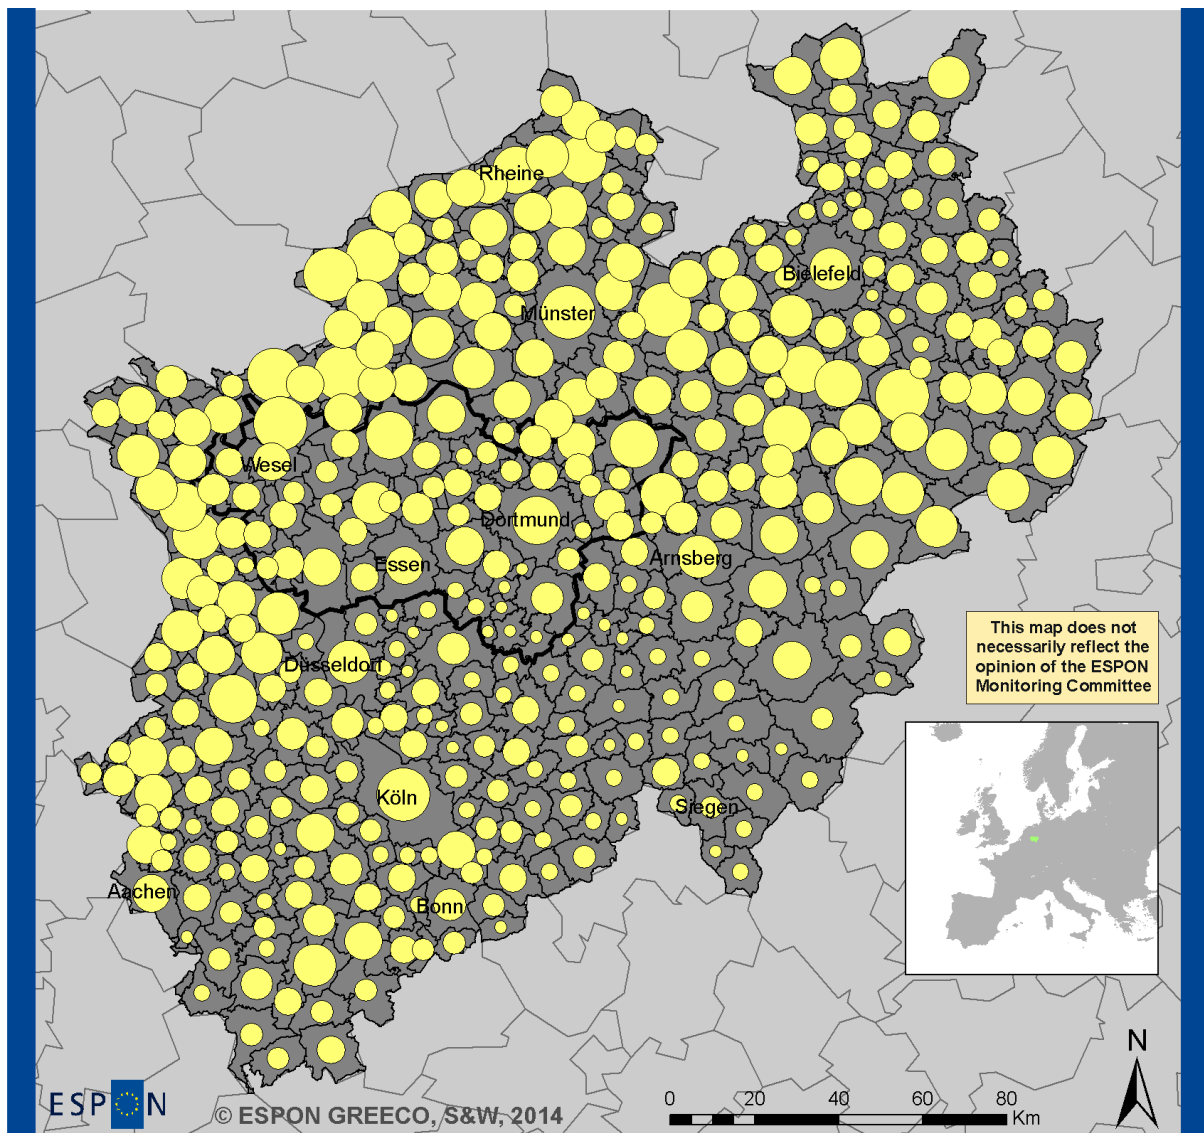 Rheine
Bielefeld
Münster
Wesel
Dortmund
Essen
Arnsberg
This map does not
necessarily reflect the
opinion of the ESPON
Monitoring Committee
Düsseldorf
Köln
Siegen
Aachen
Bonn
N
ESPON
© ESPON GREECO, S&W, 2014
0 20 40 60 80
Km